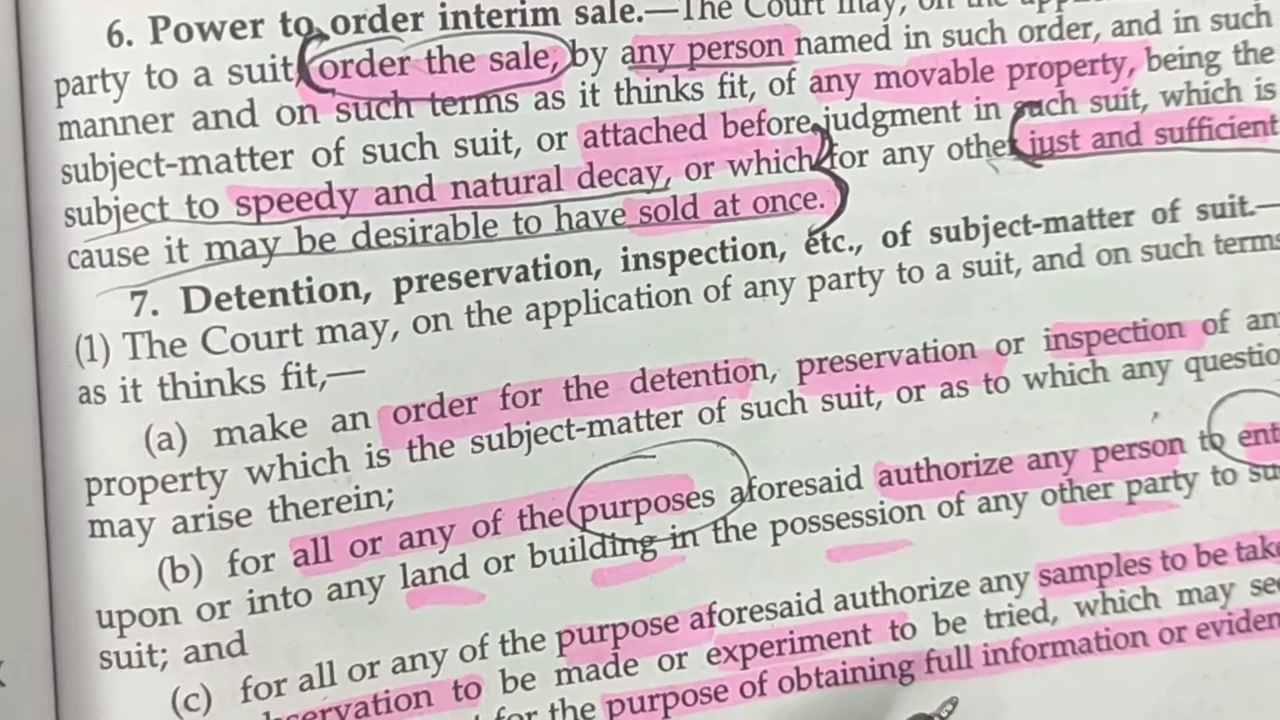 6. Power to order interim sale.—The Court may, on the
party to a suit order the sale, by any person named in such order, and in such
manner and on such terms as it thinks fit, of any movable property, being the
subject-matter of such suit, or attached before judgment in such suit, which is
subject to speedy and natural decay, or which for any other just and sufficient
cause it may be desirable to have sold at once.
7. Detention, preservation, inspection, etc., of subject-matter of suit.—
(1) The Court may, on the application of any party to a suit, and on such terms
as it thinks fit,—
(a) make an order for the detention, preservation or inspection of an
property which is the subject-matter of such suit, or as to which any questio
may arise therein;
(b) for all or any of the purposes aforesaid authorize any person to ent
upon or into any land or building in the possession of any other party to su
suit; and
(c) for all or any of the purpose aforesaid authorize any samples to be take
servation to be made or experiment to be tried, which may see
for the purpose of obtaining full information or eviden